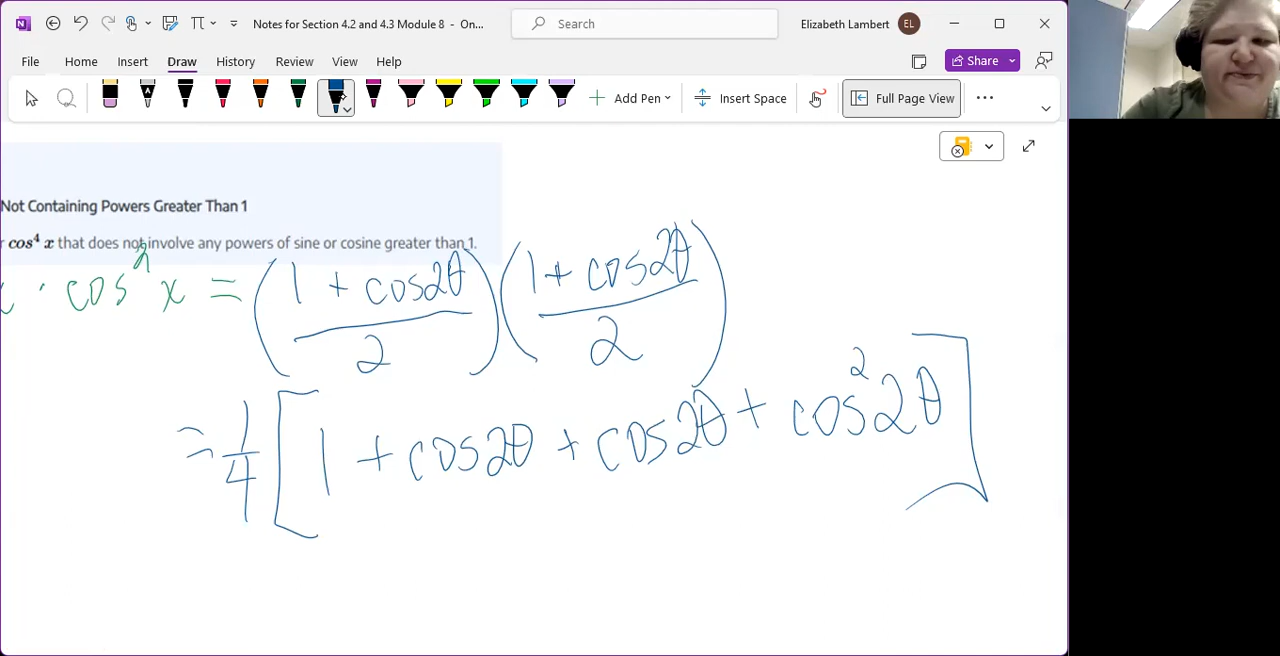 Notes for Section 4.2 and 4.3 Module 8 - On...
Search
Elizabeth Lambert EL
File Home Insert Draw History Review View Help Share
Add Pen Insert Space Full Page View
Not Containing Powers Greater Than 1
cos⁴ x that does not involve any powers of sine or cosine greater than 1.
· cos² x = ((1 + cos2θ)/2)((1 + cos2θ)/2)
= 1/4 [1 + cos2θ + cos2θ + cos²2θ]